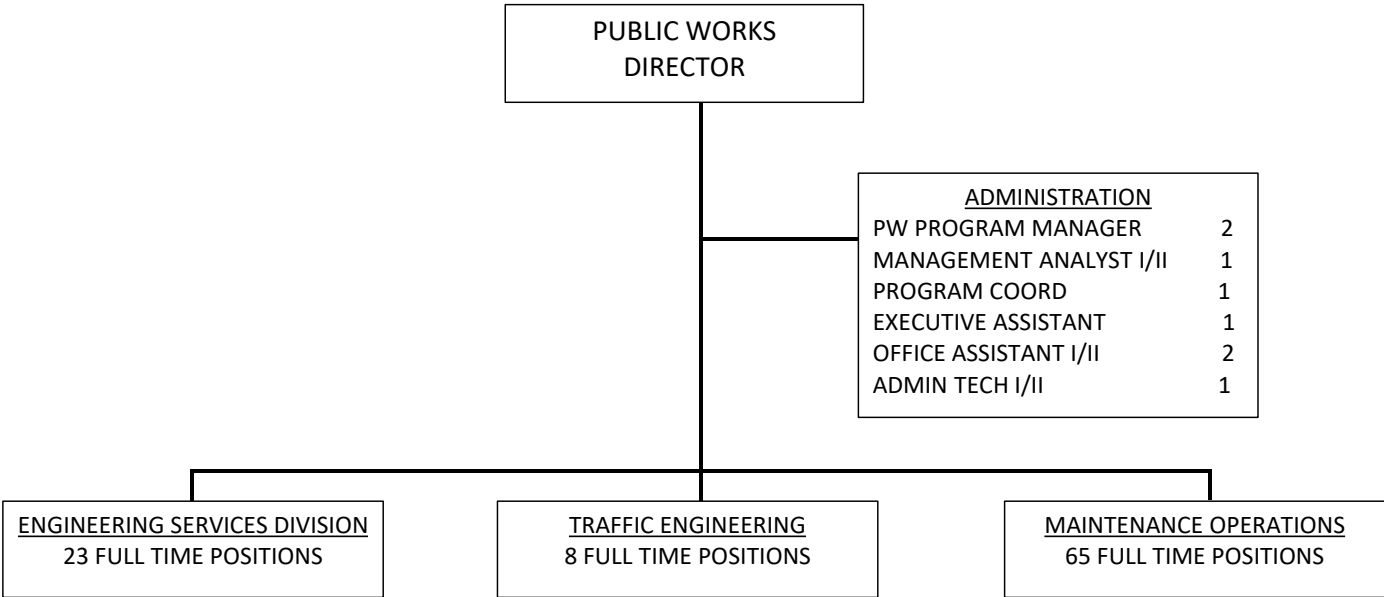 PUBLIC WORKS
DIRECTOR
ADMINISTRATION
PW PROGRAM MANAGER 2
MANAGEMENT ANALYST I/II 1
PROGRAM COORD 1
EXECUTIVE ASSISTANT 1
OFFICE ASSISTANT I/II 2
ADMIN TECH I/II 1
ENGINEERING SERVICES DIVISION
23 FULL TIME POSITIONS
TRAFFIC ENGINEERING
8 FULL TIME POSITIONS
MAINTENANCE OPERATIONS
65 FULL TIME POSITIONS